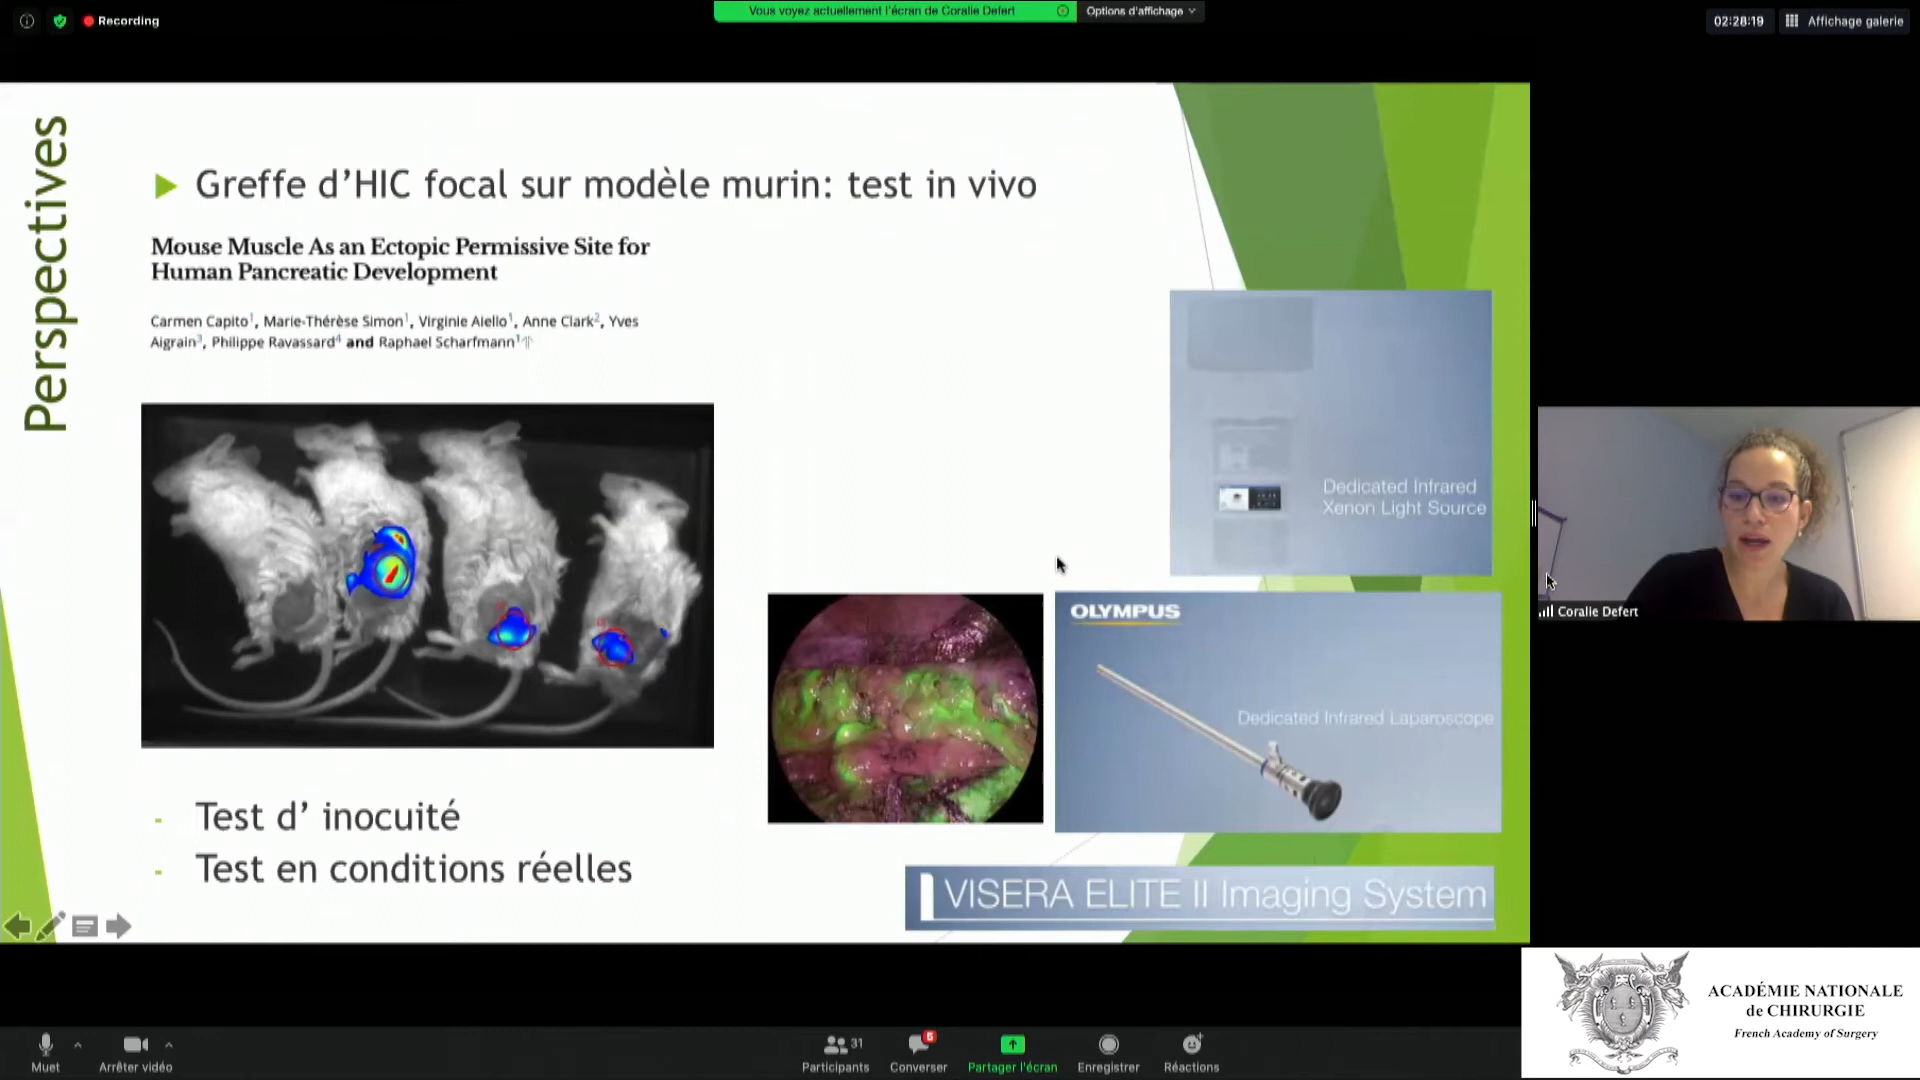 Recording
Vous voyez actuellement l'écran de Coralie Defert
Options d'affichage
02:28:19
Affichage galerie
Perspectives
Greffe d'HIC focal sur modèle murin: test in vivo
Mouse Muscle As an Ectopic Permissive Site for
Human Pancreatic Development
Carmen Capito1, Marie-Thérèse Simon1, Virginie Aiello1, Anne Clark2, Yves
Aigrain3, Philippe Ravassard4 and Raphael Scharfmann1
Dedicated Infrared
Xenon Light Source
OLYMPUS
Dedicated Infrared Laparoscope
VISERA ELITE II Imaging System
- Test d' inocuité
- Test en conditions réelles
Coralie Defert
ACADÉMIE NATIONALE
de CHIRURGIE
French Academy of Surgery
Muet
Arrêter vidéo
31
Participants
6
Converser
Partager l'écran
Enregistrer
Réactions